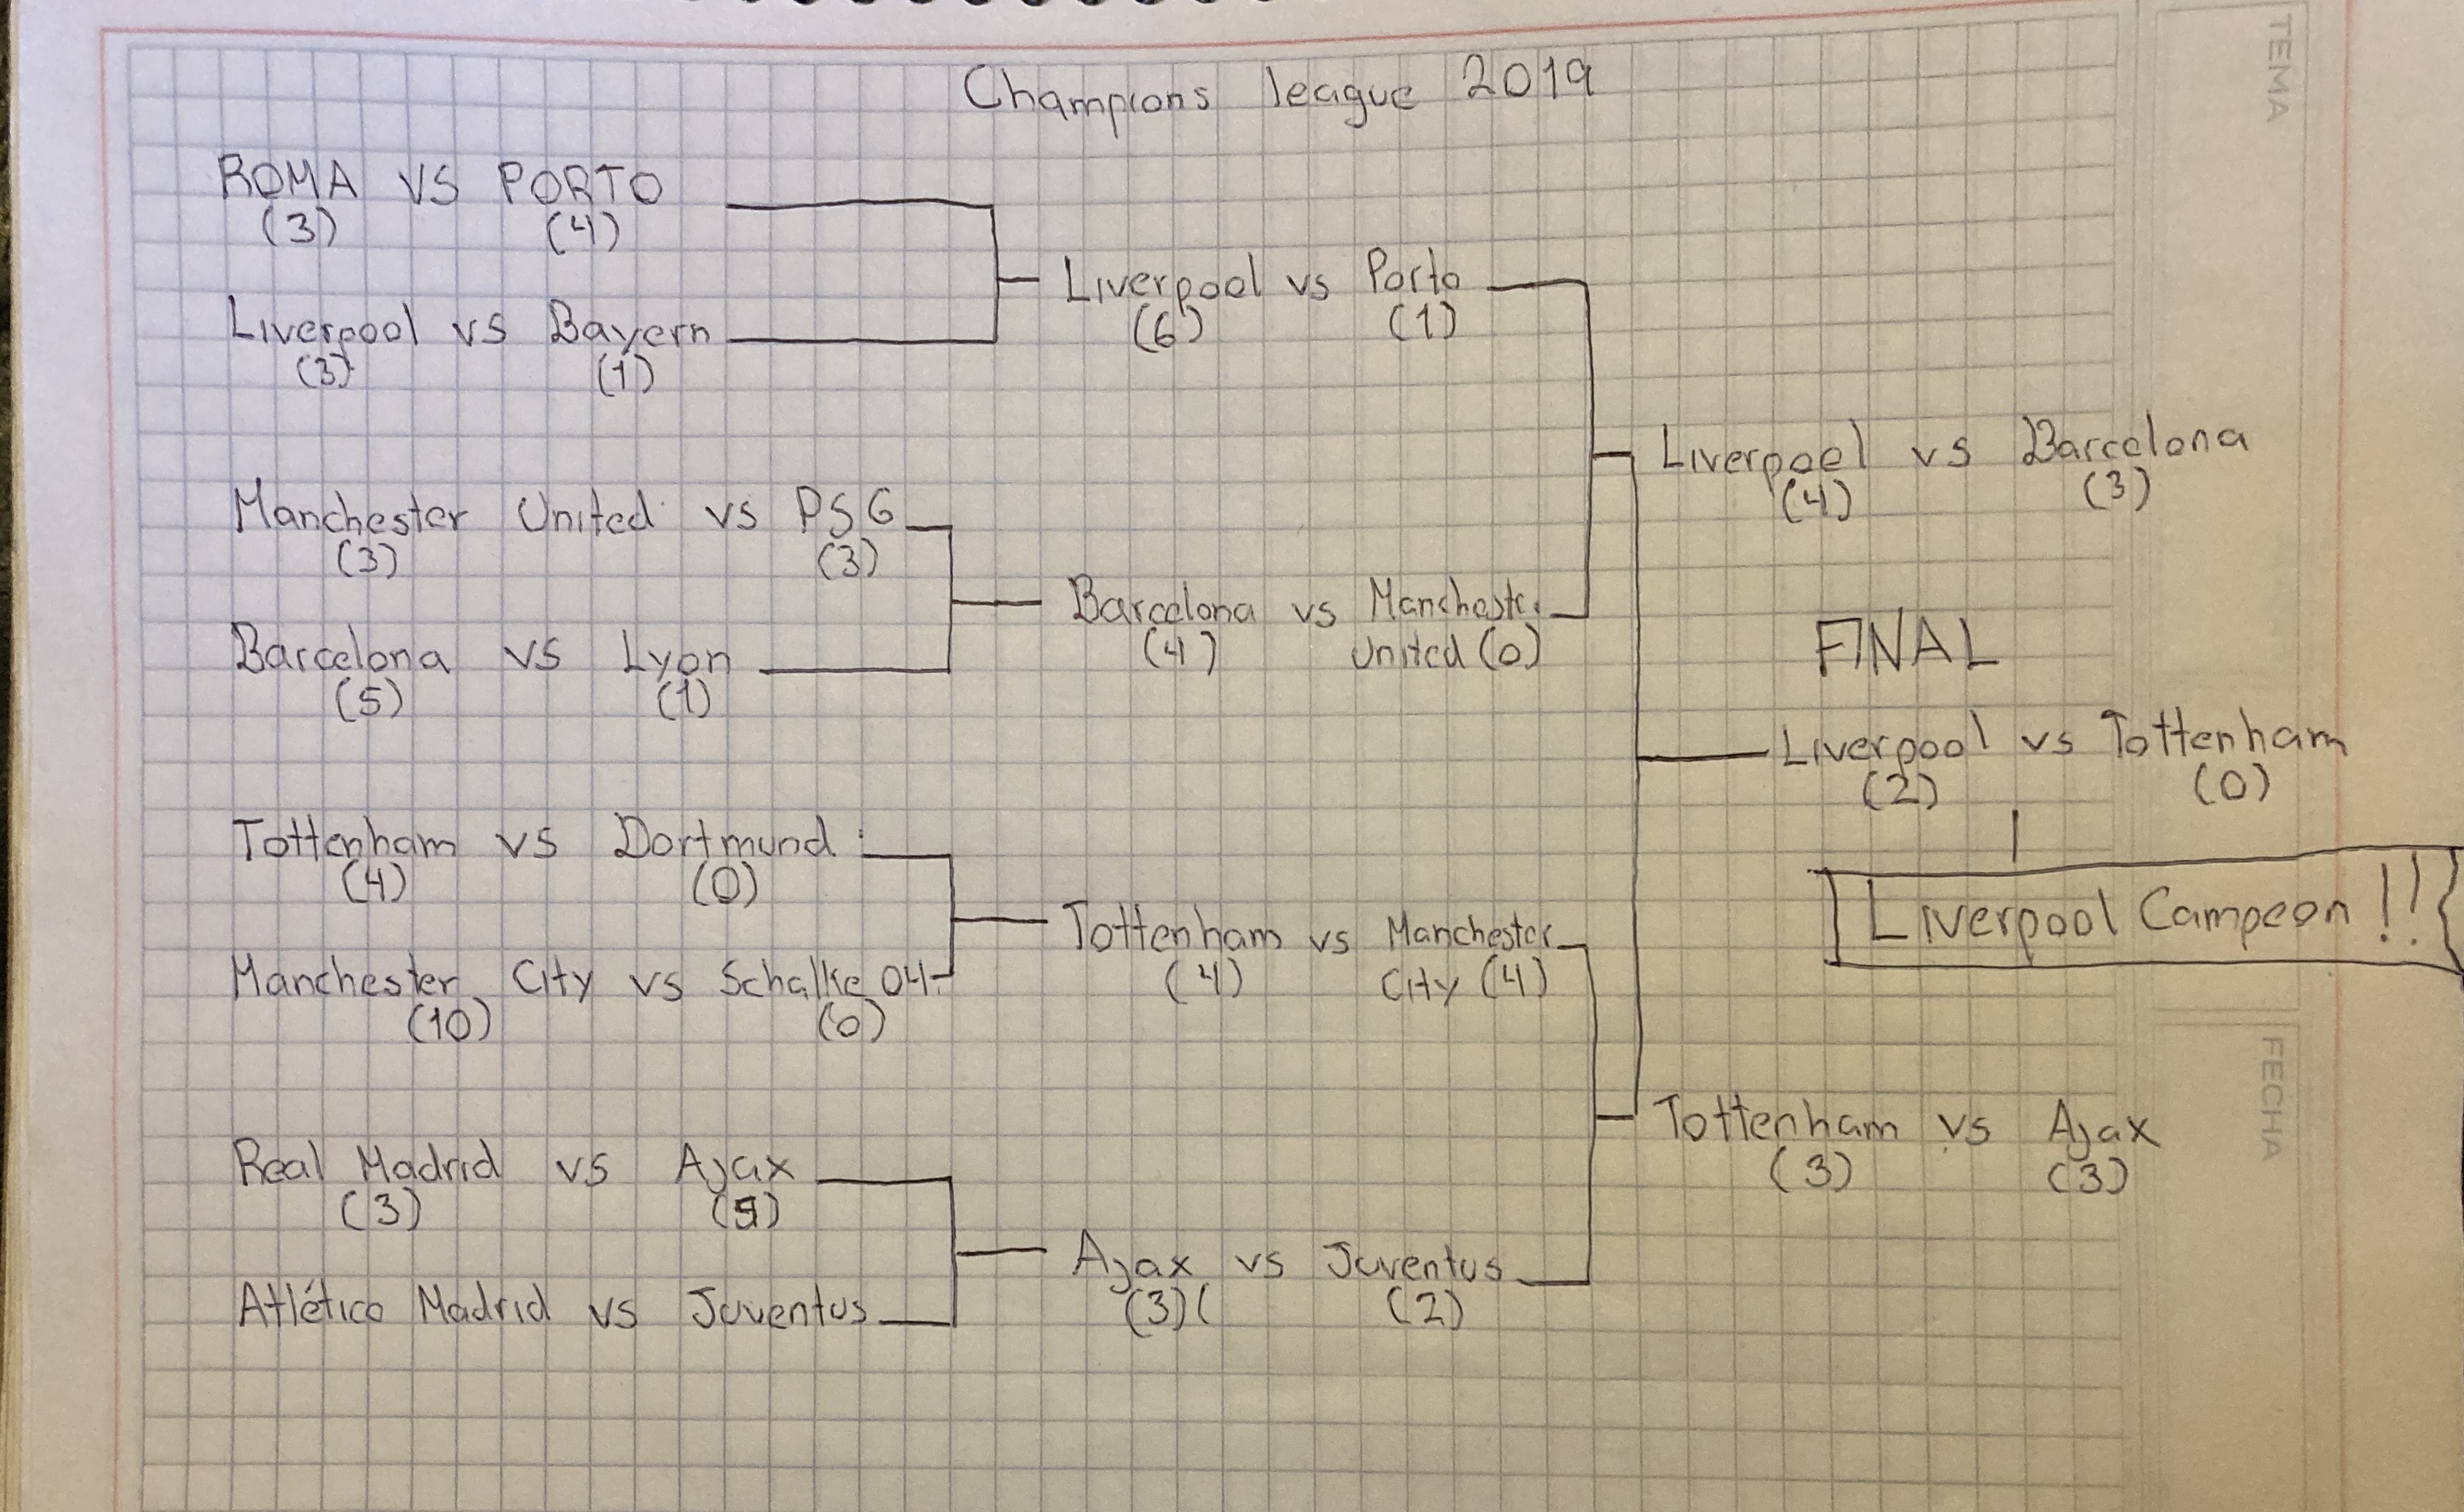 Champions league 2019
TEMA
ROMA VS PORTO
(3) (4)
Liverpool vs Bayern
(3) (1)
Liverpool vs Porto
(6) (1)
Manchester United vs PSG
(3) (3)
Barcelona vs Lyon
(5) (1)
Barcelona vs Manchester
(4) United (0)
Liverpool vs Barcelona
(4) (3)
FINAL
Liverpool vs Tottenham
(2) (0)
Liverpool Campeon !!
Tottenham vs Dortmund
(4) (0)
Manchester City vs Schalke 04
(10) (0)
Tottenham vs Manchester
(4) City (4)
Real Madrid vs Ajax
(3) (5)
Atlético Madrid vs Juventus
Ajax vs Juventus
(3)( (2)
Tottenham vs Ajax
(3) (3)
FECHA